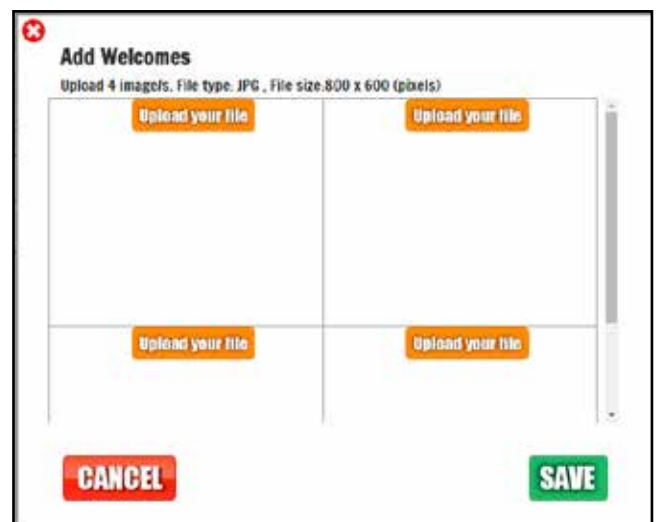 Add Welcomes
Upload 4 image/s, File type: JPG , File size:800 x 600 (pixels)
Upload your file
Upload your file
Upload your file
Upload your file
CANCEL
SAVE